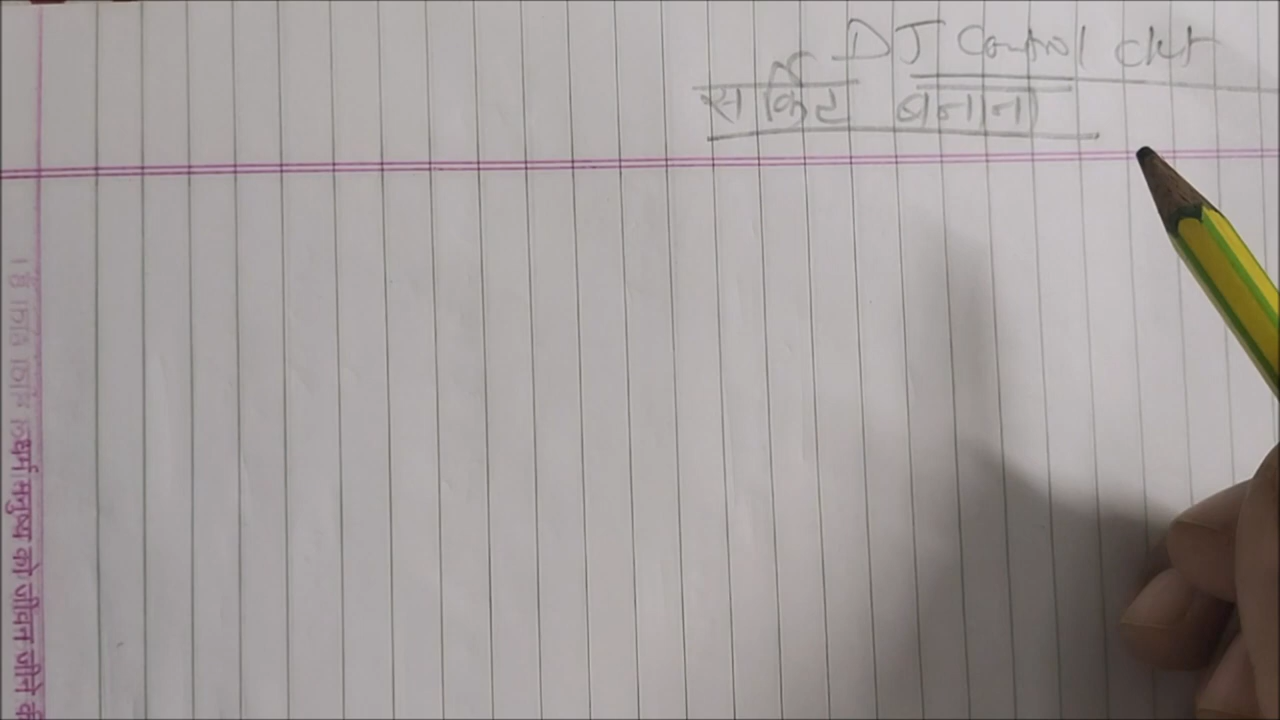 DJ Control ckt
सर्किट बनाना
धर्म मनुष्य को जीवन जीने क